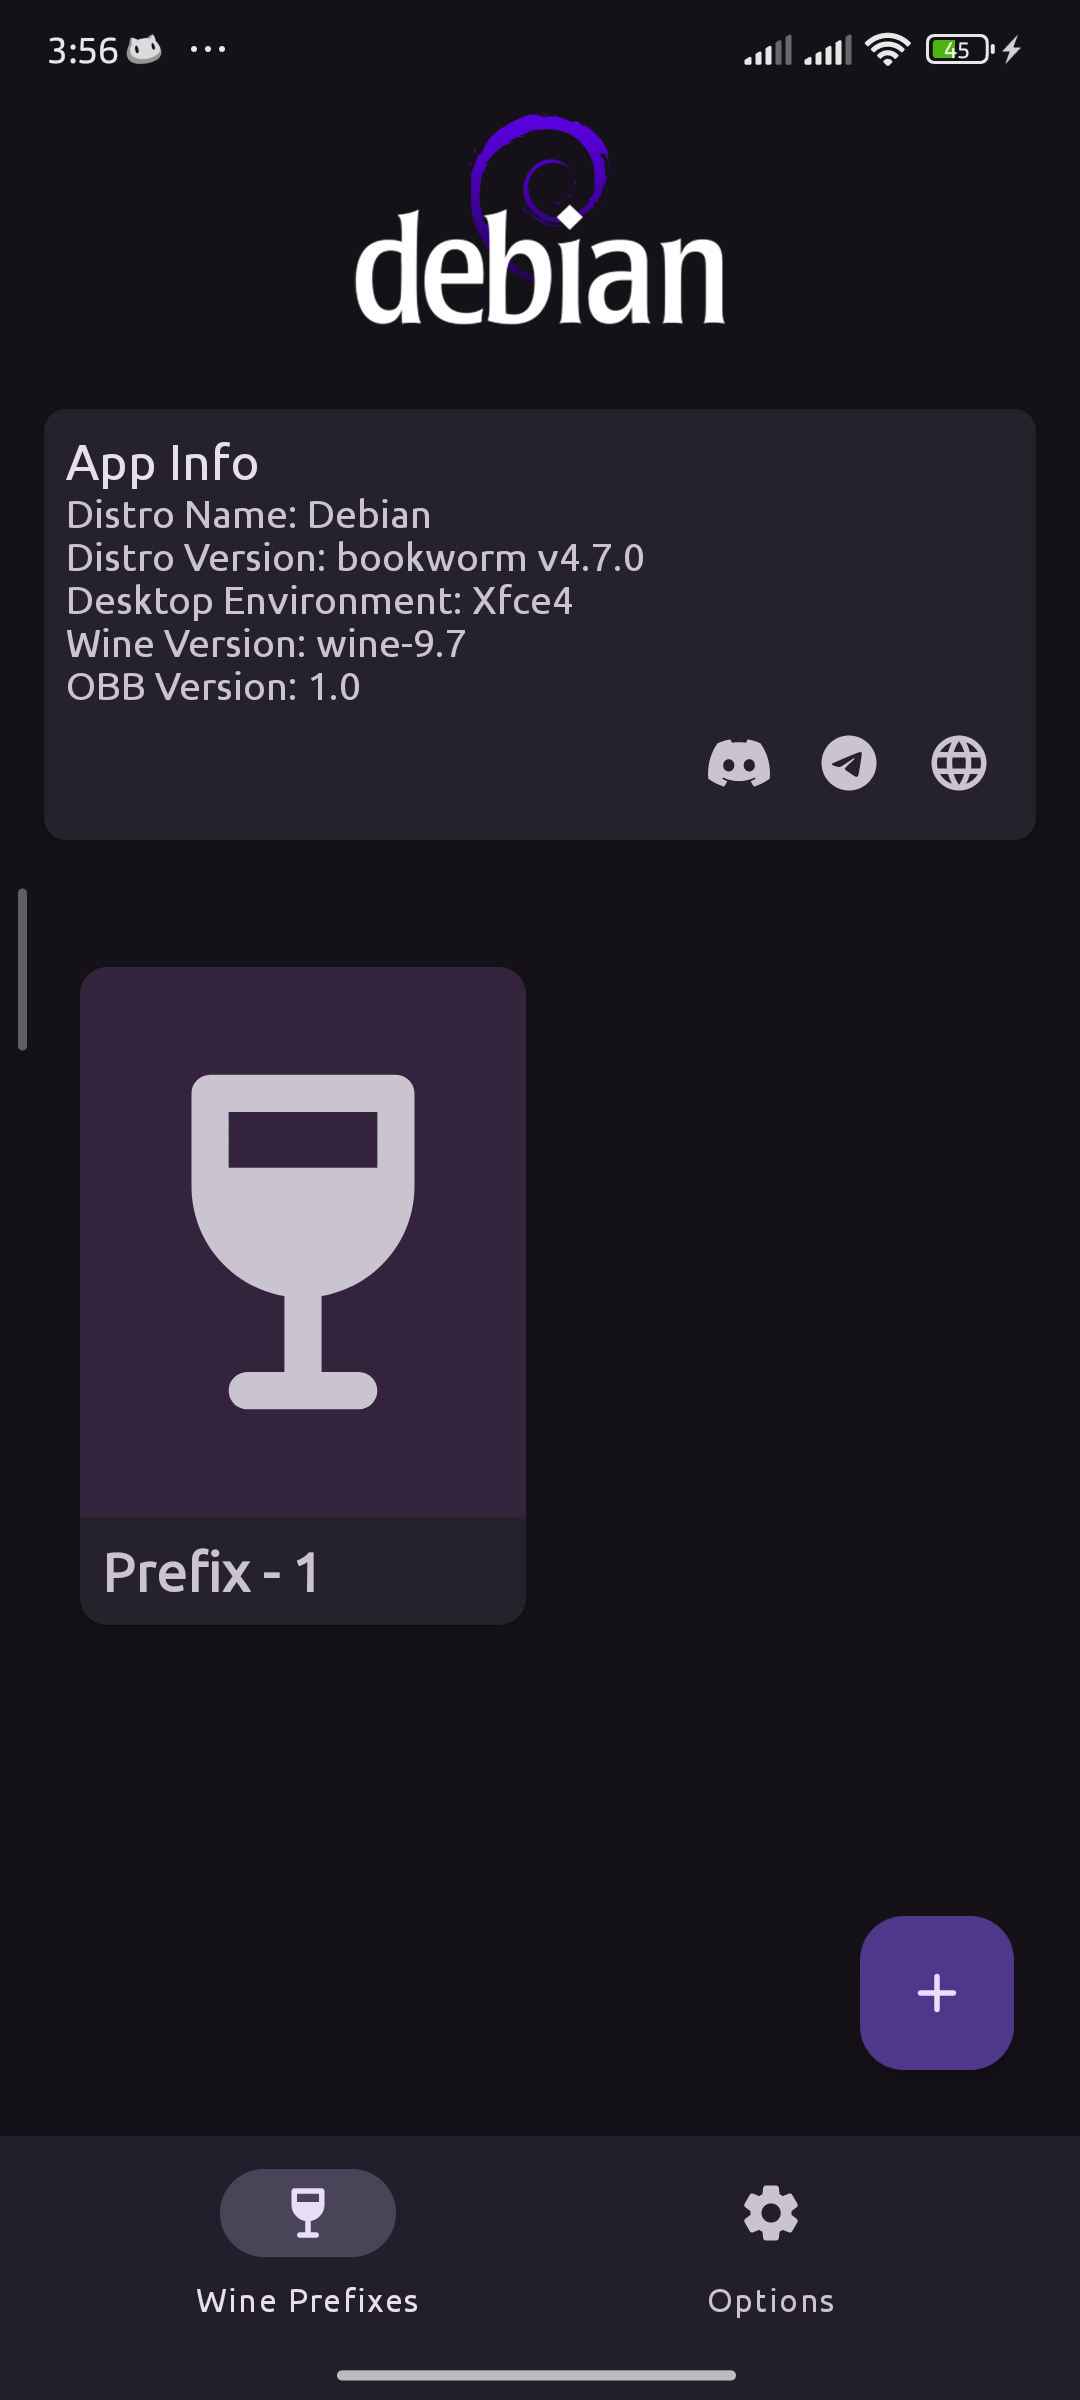 3:56
45
debian
App Info
Distro Name: Debian
Distro Version: bookworm v4.7.0
Desktop Environment: Xfce4
Wine Version: wine-9.7
OBB Version: 1.0
Prefix - 1
Wine Prefixes
Options